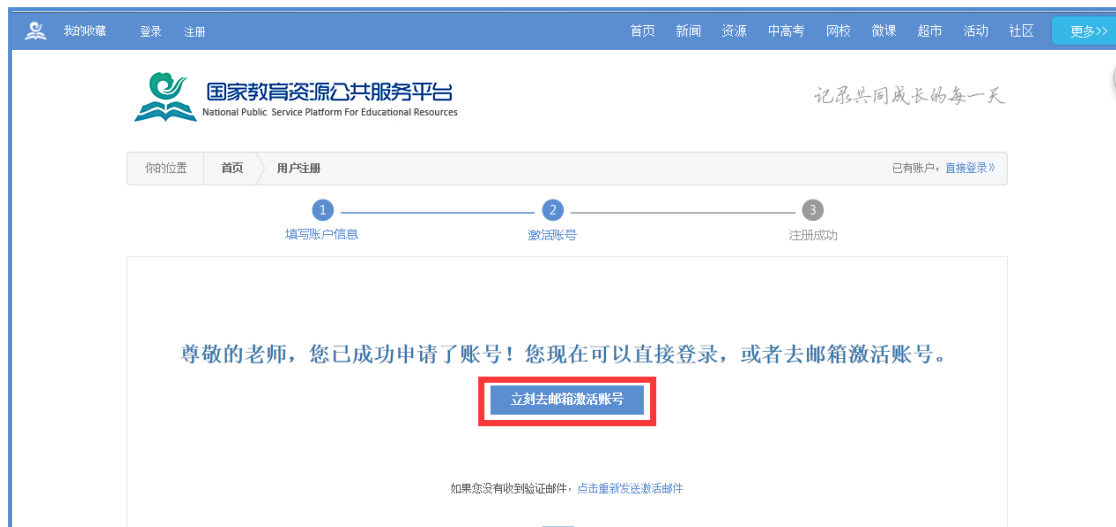 我的收藏 登录 注册 首页 新闻 资源 中高考 网校 微课 超市 活动 社区 更多>>
国家教育资源公共服务平台
National Public Service Platform For Educational Resources
记录共同成长的每一天
你的位置 首页 用户注册 已有账户，直接登录》
1 2 3
填写账户信息 激活账号 注册成功
尊敬的老师，您已成功申请了账号！您现在可以直接登录，或者去邮箱激活账号。
立刻去邮箱激活账号
如果您没有收到验证邮件，点击重新发送激活邮件